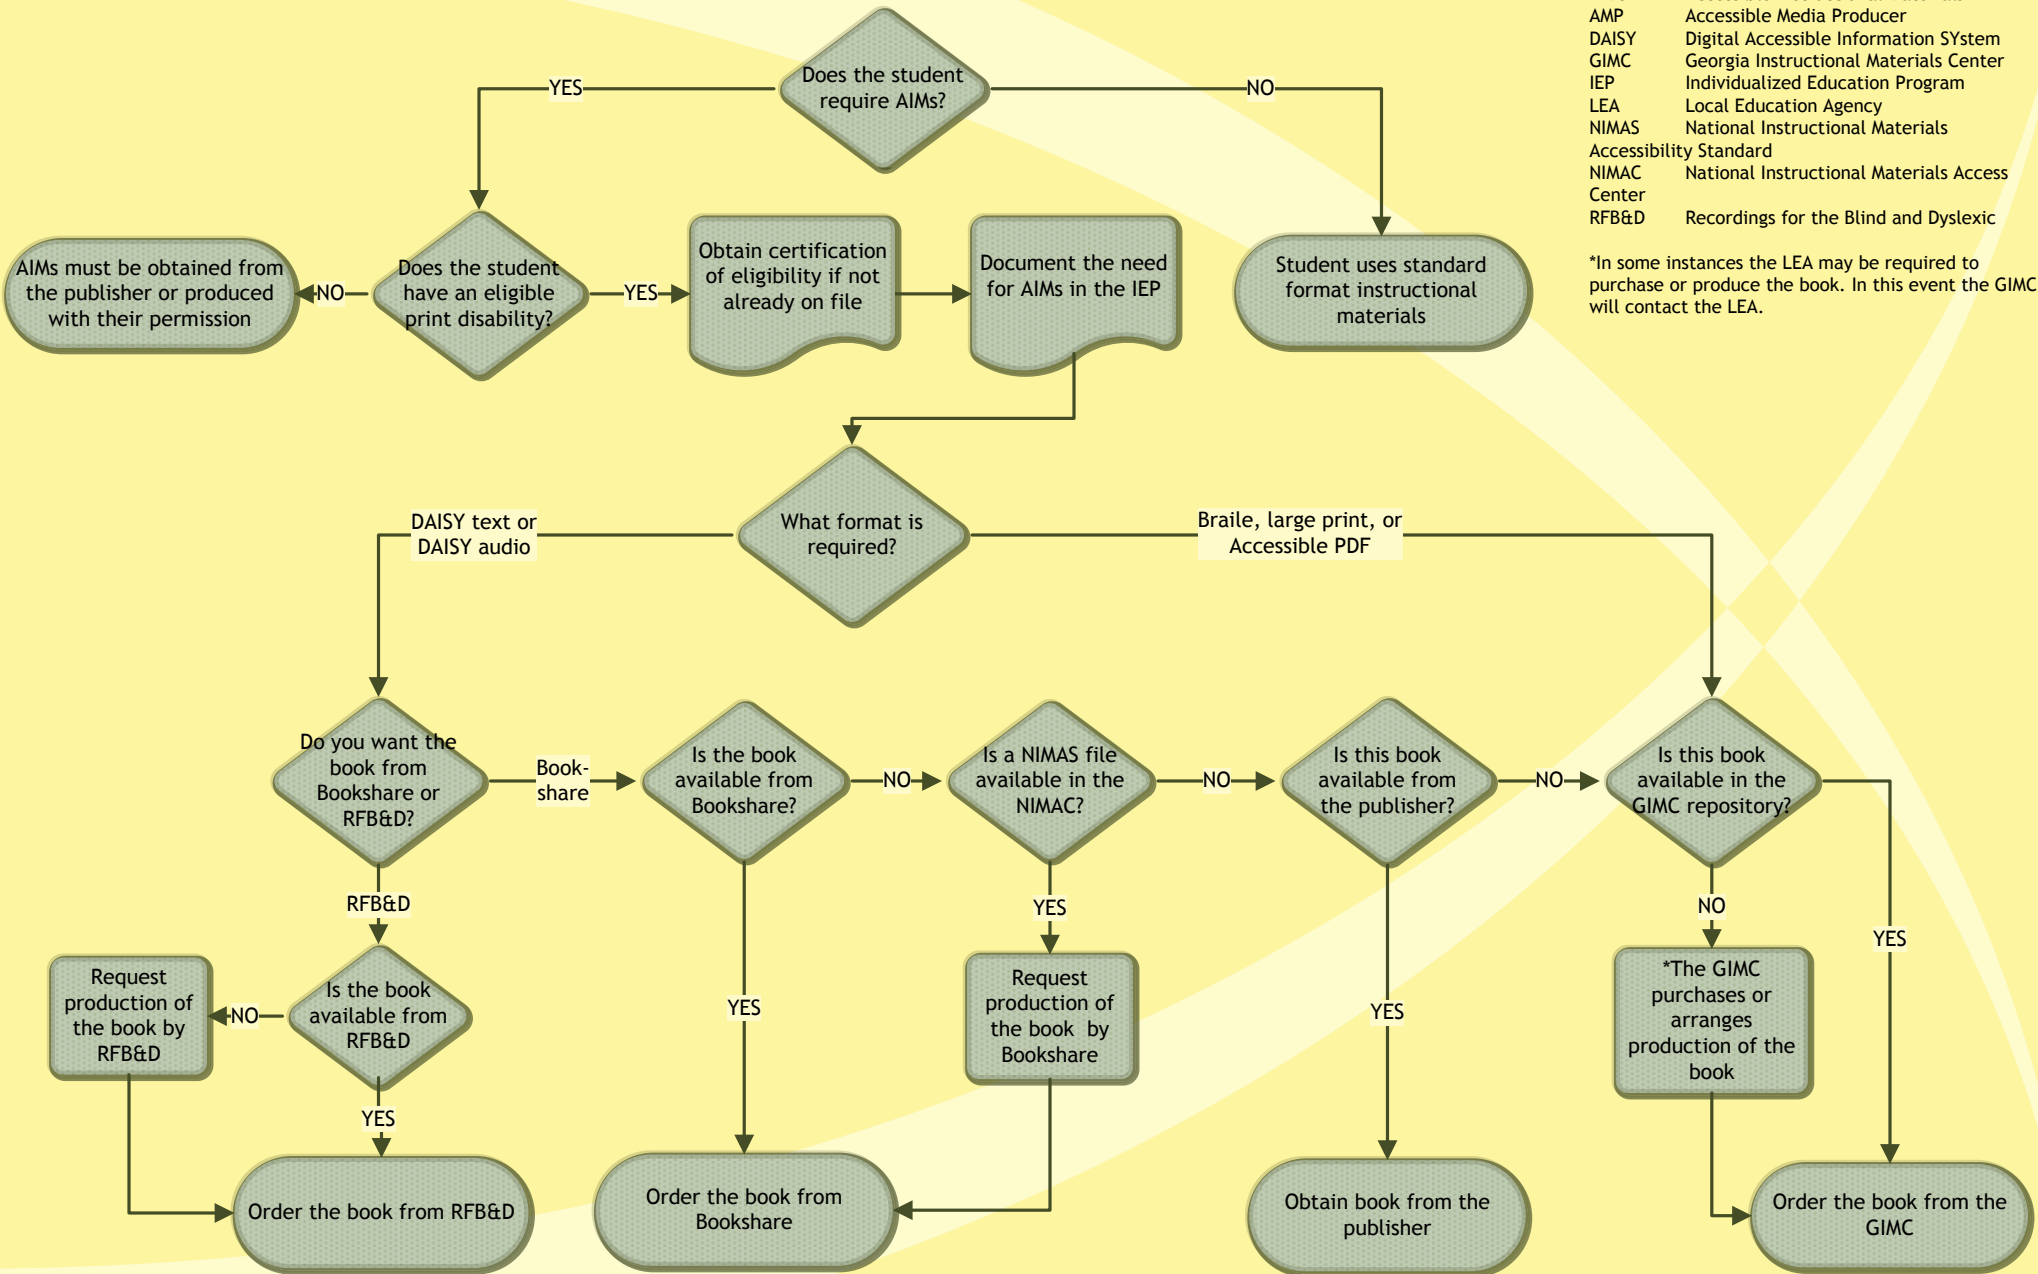 AMP Accessible Media Producer
DAISY Digital Accessible Information SYstem
GIMC Georgia Instructional Materials Center
IEP Individualized Education Program
LEA Local Education Agency
NIMAS National Instructional Materials
Accessibility Standard
NIMAC National Instructional Materials Access
Center
RFB&D Recordings for the Blind and Dyslexic
*In some instances the LEA may be required to
purchase or produce the book. In this event the GIMC
will contact the LEA.
Does the student
require AIMs?
YES
NO
AIMs must be obtained from
the publisher or produced
with their permission
NO
Does the student
have an eligible
print disability?
YES
Obtain certification
of eligibility if not
already on file
Document the need
for AIMs in the IEP
Student uses standard
format instructional
materials
What format is
required?
DAISY text or
DAISY audio
Braile, large print, or
Accessible PDF
Do you want the
book from
Bookshare or
RFB&D?
Book-
share
Is the book
available from
Bookshare?
NO
Is a NIMAS file
available in the
NIMAC?
NO
Is this book
available from
the publisher?
NO
Is this book
available in the
GIMC repository?
RFB&D
YES
NO
YES
Request
production of
the book by
RFB&D
NO
Is the book
available from
RFB&D
YES
YES
Request
production of
the book by
Bookshare
YES
*The GIMC
purchases or
arranges
production of the
book
Order the book from RFB&D
Order the book from
Bookshare
Obtain book from the
publisher
Order the book from the
GIMC